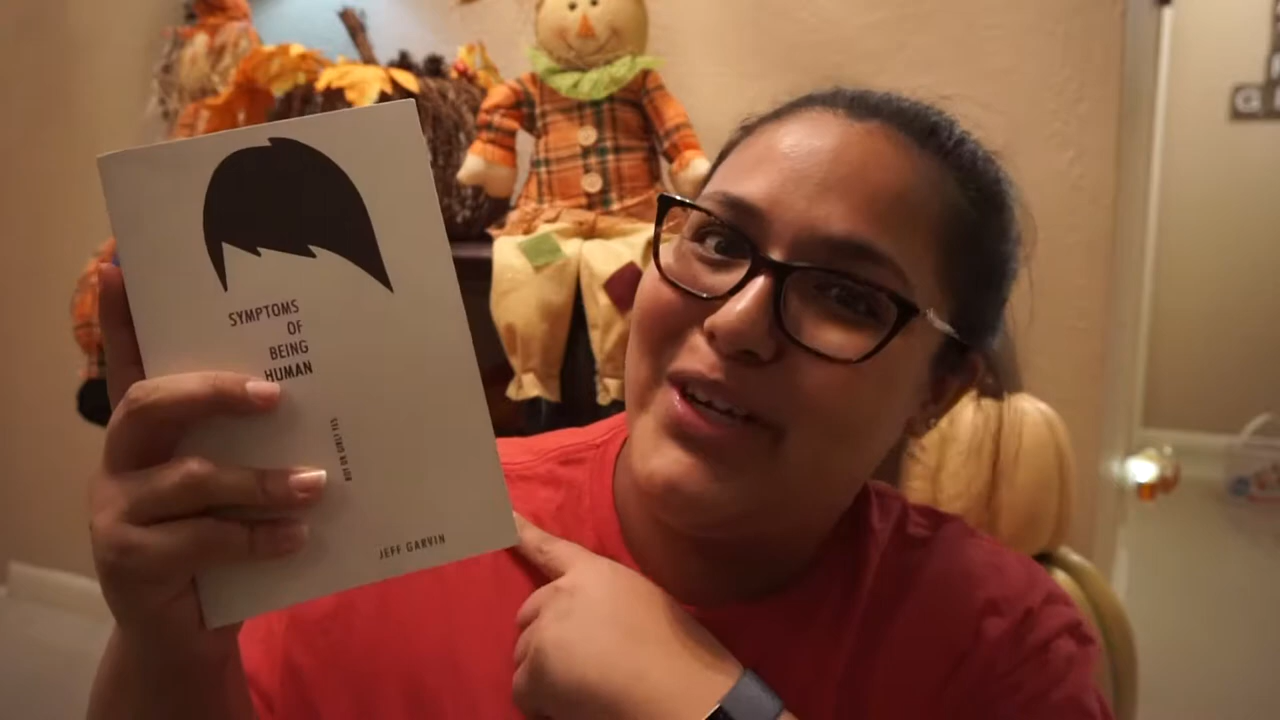 SYMPTOMS
OF
BEING
HUMAN
JEFF GARVIN
G